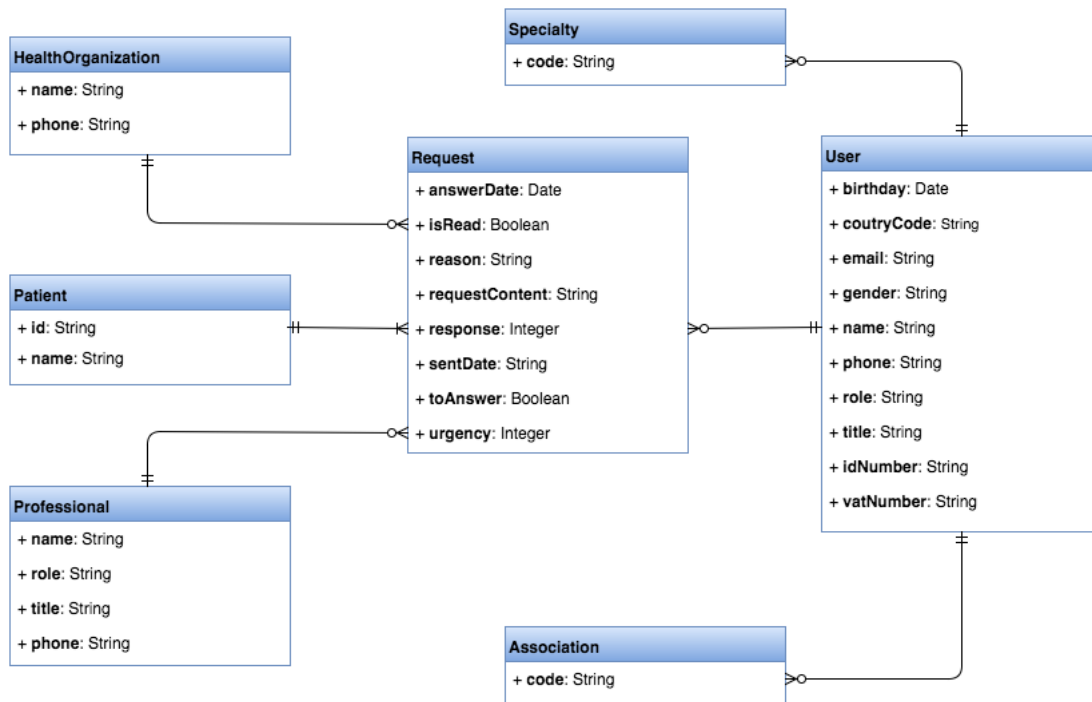 HealthOrganization
+ name: String
+ phone: String
Patient
+ id: String
+ name: String
Professional
+ name: String
+ role: String
+ title: String
+ phone: String
Request
+ answerDate: Date
+ isRead: Boolean
+ reason: String
+ requestContent: String
+ response: Integer
+ sentDate: String
+ toAnswer: Boolean
+ urgency: Integer
Specialty
+ code: String
User
+ birthday: Date
+ coutryCode: String
+ email: String
+ gender: String
+ name: String
+ phone: String
+ role: String
+ title: String
+ idNumber: String
+ vatNumber: String
Association
+ code: String